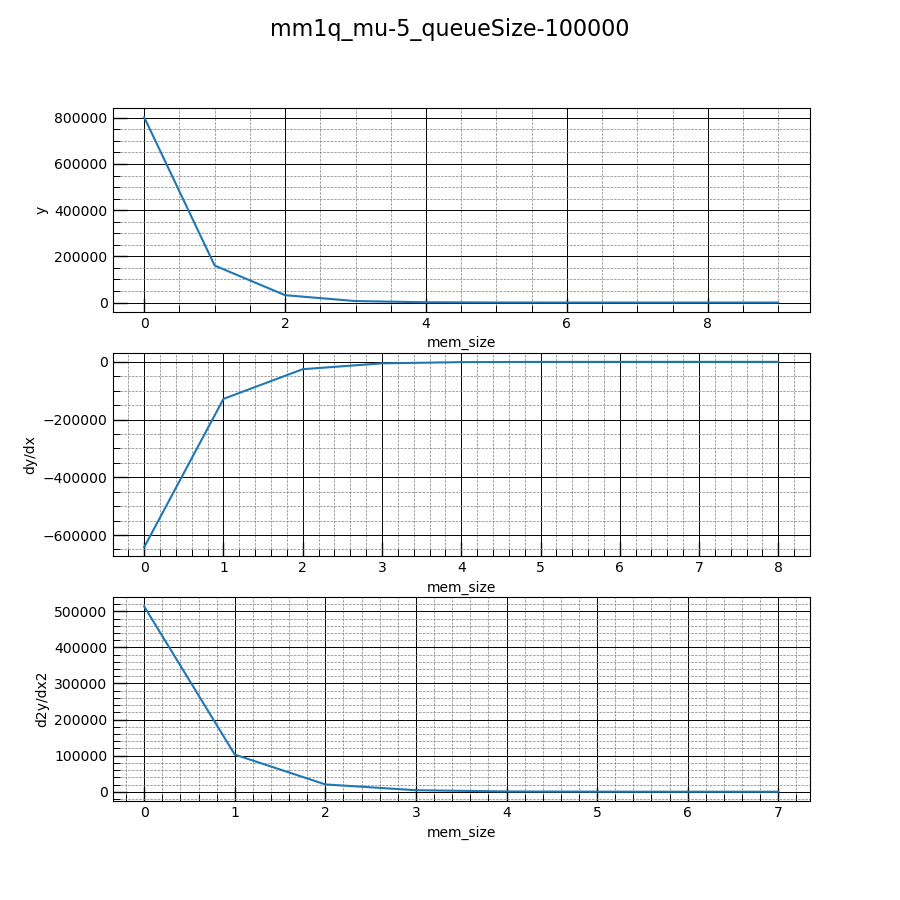 mm1q_mu-5_queueSize-100000
800000
600000
400000
200000
0
y
0 2 4 6 8
mem_size
0
−200000
−400000
−600000
dy/dx
0 1 2 3 4 5 6 7 8
mem_size
500000
400000
300000
200000
100000
0
d2y/dx2
0 1 2 3 4 5 6 7
mem_size